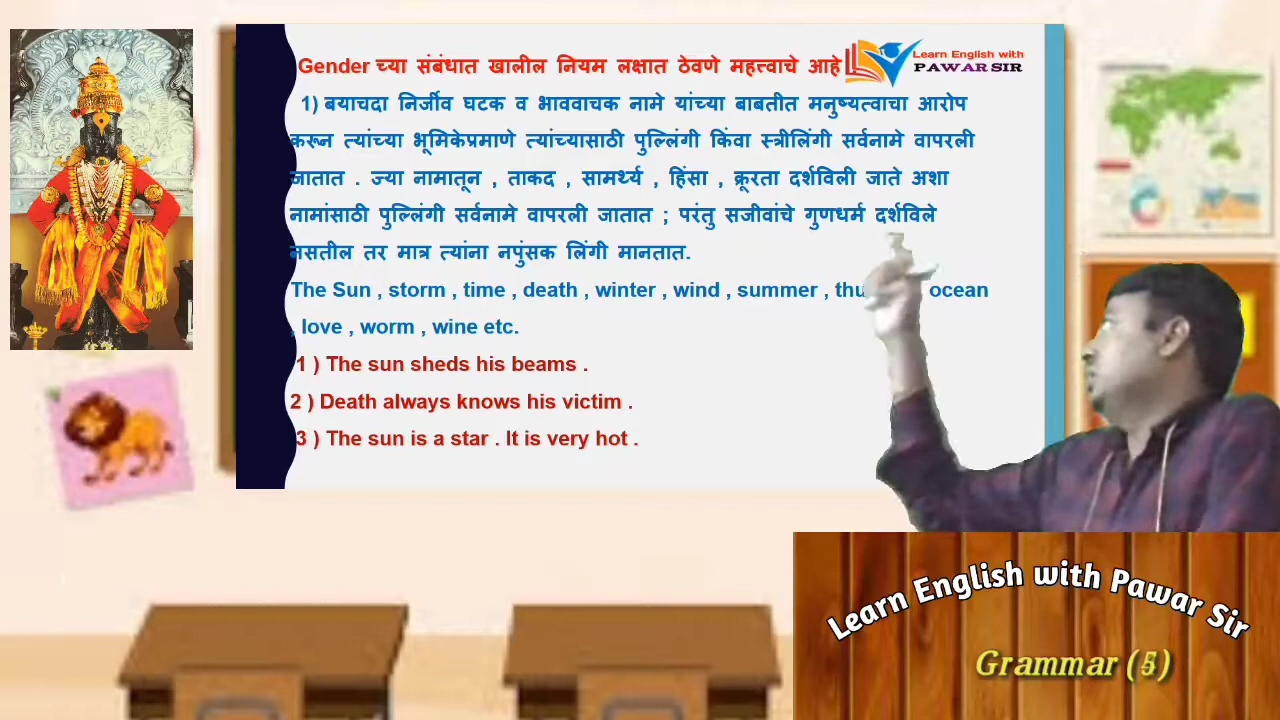 Gender च्या संबंधात खालील नियम लक्षात ठेवणे महत्त्वाचे आहे
Learn English with
PAWAR SIR
1) बयाचदा निर्जीव घटक व भाववाचक नामे यांच्या बाबतीत मनुष्यत्वाचा आरोप
करून त्यांच्या भूमिकेप्रमाणे त्यांच्यासाठी पुल्लिंगी किंवा स्त्रीलिंगी सर्वनामे वापरली
जातात . ज्या नामातून , ताकद , सामर्थ्य , हिंसा , क्रूरता दर्शविली जाते अशा
नामांसाठी पुल्लिंगी सर्वनामे वापरली जातात ; परंतु सजीवांचे गुणधर्म दर्शविले
नसतील तर मात्र त्यांना नपुंसक लिंगी मानतात.
The Sun , storm , time , death , winter , wind , summer , ocean
, love , worm , wine etc.
1 ) The sun sheds his beams .
2 ) Death always knows his victim .
3 ) The sun is a star . It is very hot .
Learn English with Pawar Sir
Grammar